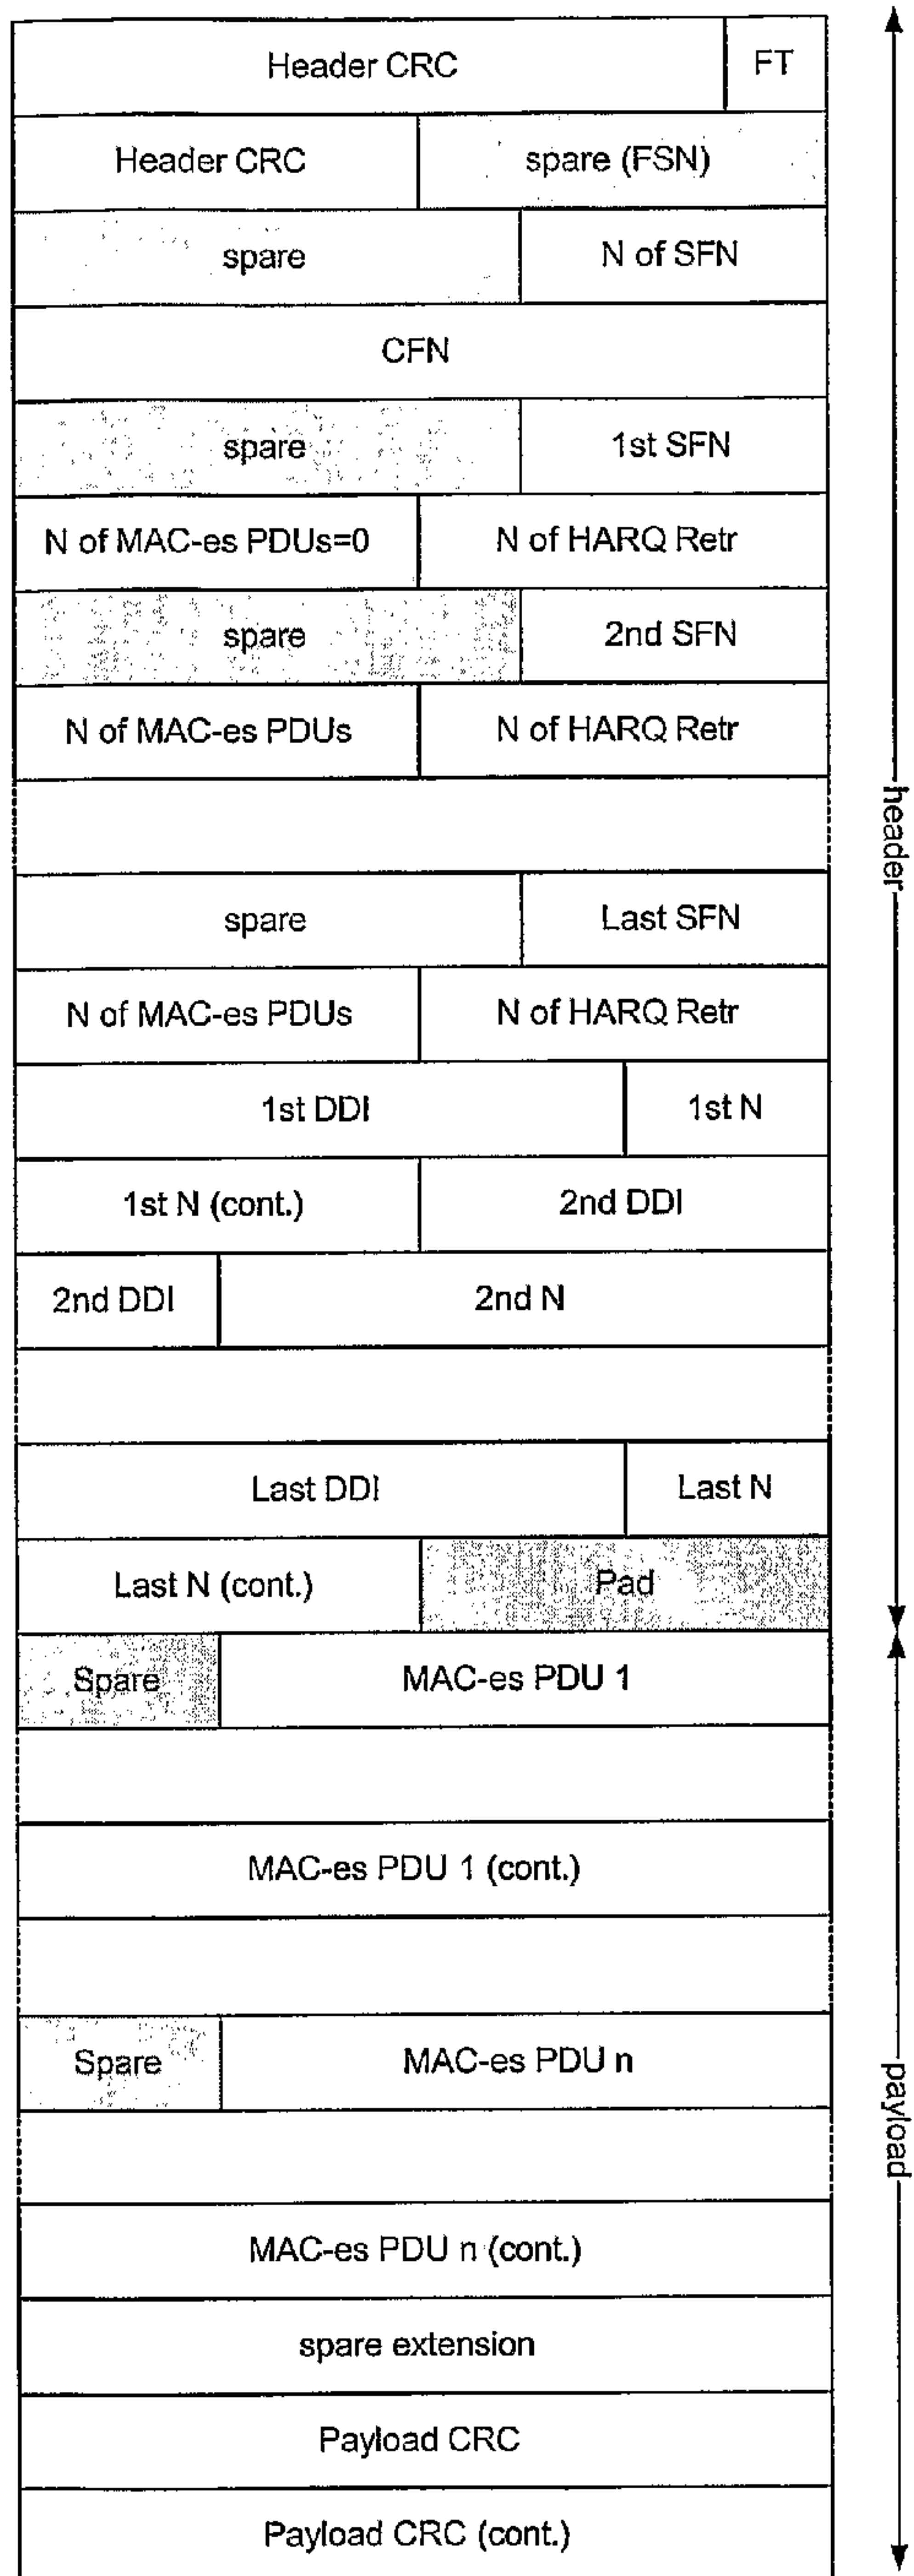 Header CRC FT
Header CRC spare (FSN)
spare N of SFN
CFN
spare 1st SFN
N of MAC-es PDUs=0 N of HARQ Retr
spare 2nd SFN
N of MAC-es PDUs N of HARQ Retr
spare Last SFN
N of MAC-es PDUs N of HARQ Retr
1st DDI 1st N
1st N (cont.) 2nd DDI
2nd DDI 2nd N
Last DDI Last N
Last N (cont.) Pad
header
Spare MAC-es PDU 1
MAC-es PDU 1 (cont.)
Spare MAC-es PDU n
MAC-es PDU n (cont.)
spare extension
Payload CRC
Payload CRC (cont.)
payload